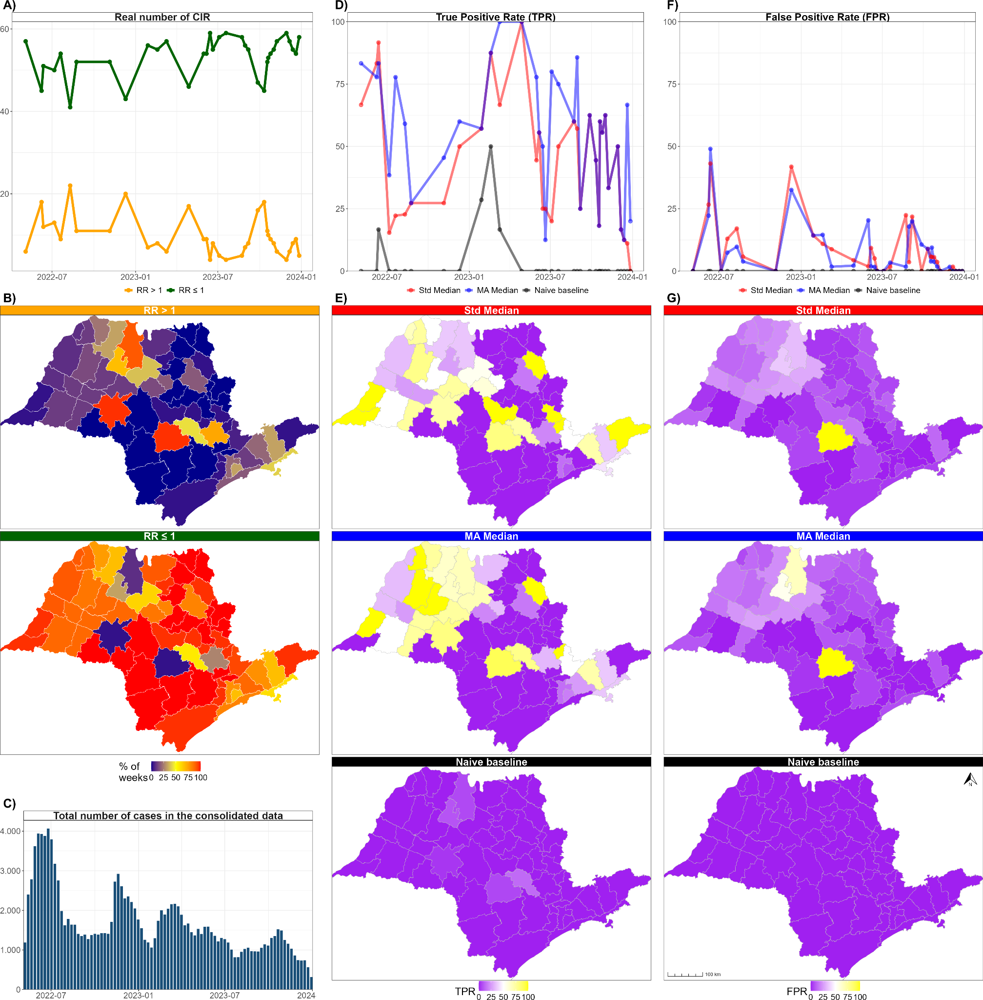 A)
Real number of CIR
60
40
20
2022-07 2023-01 2023-07 2024-01
RR > 1 RR ≤ 1
B)
RR > 1
RR ≤ 1
% of
weeks 0 25 50 75 100
C)
Total number of cases in the consolidated data
4.000
3.000
2.000
1.000
0
2022-07 2023-01 2023-07 2024
D)
True Positive Rate (TPR)
100
75
50
25
0
2022-07 2023-01 2023-07 2024-01
Std Median MA Median Naive baseline
E)
Std Median
MA Median
Naive baseline
TPR 0 25 50 75 100
F)
False Positive Rate (FPR)
100
75
50
25
0
2022-07 2023-01 2023-07 2024-01
Std Median MA Median Naive baseline
G)
Std Median
MA Median
Naive baseline
N
100 km
FPR 0 25 50 75 100